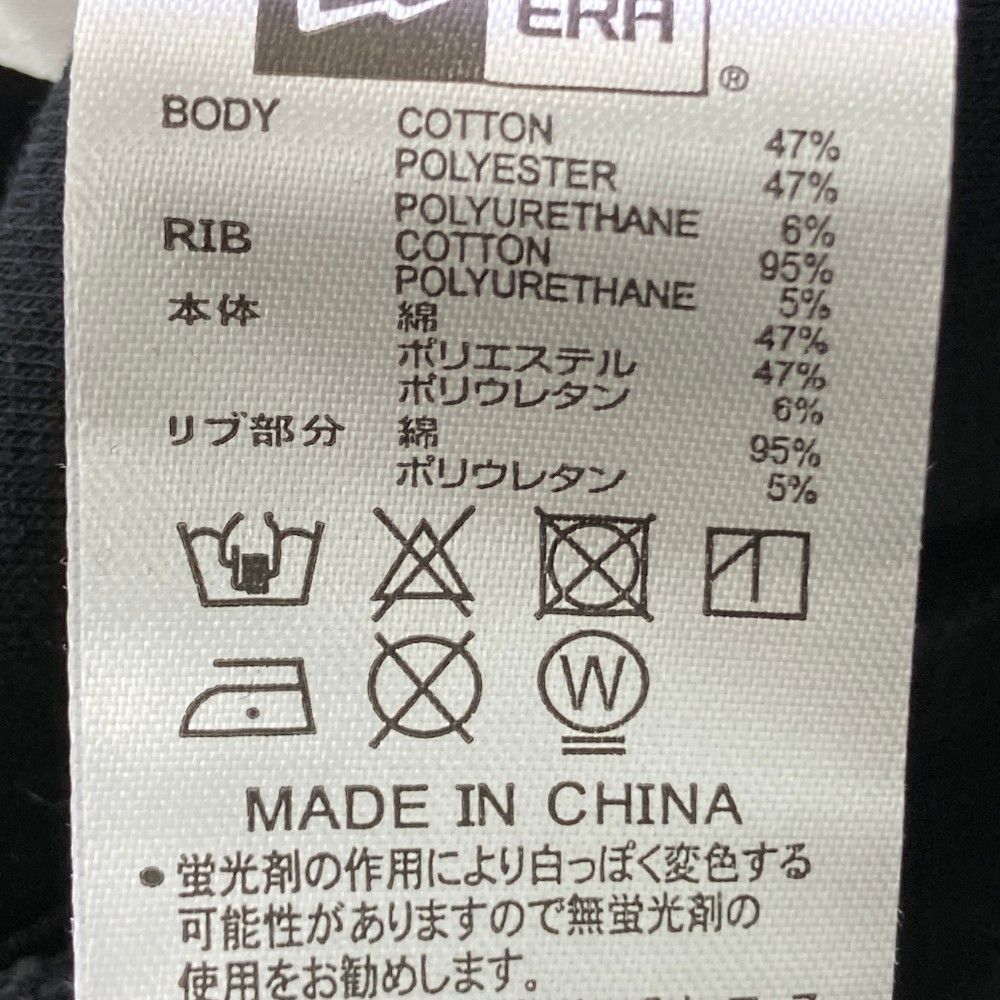 ERA
®
BODY COTTON 47%
POLYESTER 47%
POLYURETHANE 6%
RIB COTTON 95%
POLYURETHANE 5%
本体 綿 47%
ポリエステル 47%
ポリウレタン 6%
リブ部分 綿 95%
ポリウレタン 5%
W
MADE IN CHINA
• 蛍光剤の作用により白っぽく変色する
可能性がありますので無蛍光剤の
使用をお勧めします。